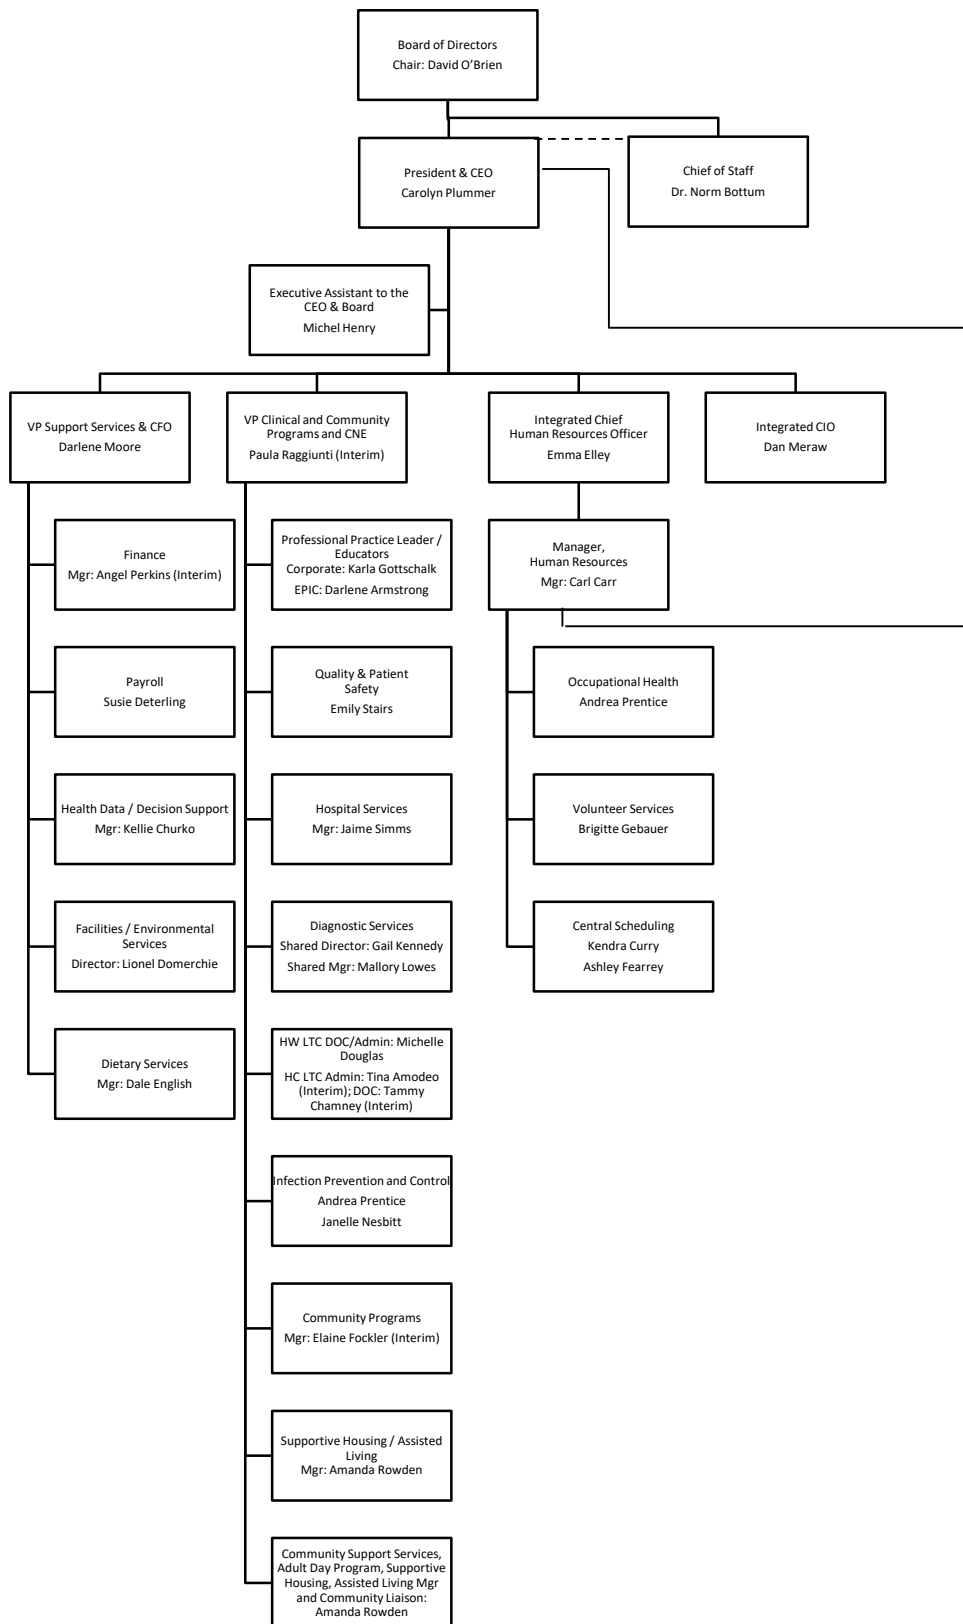 Board of Directors
Chair: David O'Brien
President & CEO
Carolyn Plummer
Chief of Staff
Dr. Norm Bottum
Executive Assistant to the
CEO & Board
Michel Henry
VP Support Services & CFO
Darlene Moore
VP Clinical and Community
Programs and CNE
Paula Raggiunti (Interim)
Integrated Chief
Human Resources Officer
Emma Elley
Integrated CIO
Dan Meraw
Finance
Mgr: Angel Perkins (Interim)
Payroll
Susie Deterling
Health Data / Decision Support
Mgr: Kellie Churko
Facilities / Environmental
Services
Director: Lionel Domerchie
Dietary Services
Mgr: Dale English
Professional Practice Leader /
Educators
Corporate: Karla Gottschalk
EPIC: Darlene Armstrong
Quality & Patient
Safety
Emily Stairs
Hospital Services
Mgr: Jaime Simms
Diagnostic Services
Shared Director: Gail Kennedy
Shared Mgr: Mallory Lowes
HW LTC DOC/Admin: Michelle
Douglas
HC LTC Admin: Tina Amodeo
(Interim); DOC: Tammy
Chamney (Interim)
Infection Prevention and Control
Andrea Prentice
Janelle Nesbitt
Community Programs
Mgr: Elaine Fockler (Interim)
Supportive Housing / Assisted
Living
Mgr: Amanda Rowden
Community Support Services,
Adult Day Program, Supportive
Housing, Assisted Living Mgr
and Community Liaison:
Amanda Rowden
Manager,
Human Resources
Mgr: Carl Carr
Occupational Health
Andrea Prentice
Volunteer Services
Brigitte Gebauer
Central Scheduling
Kendra Curry
Ashley Fearrey